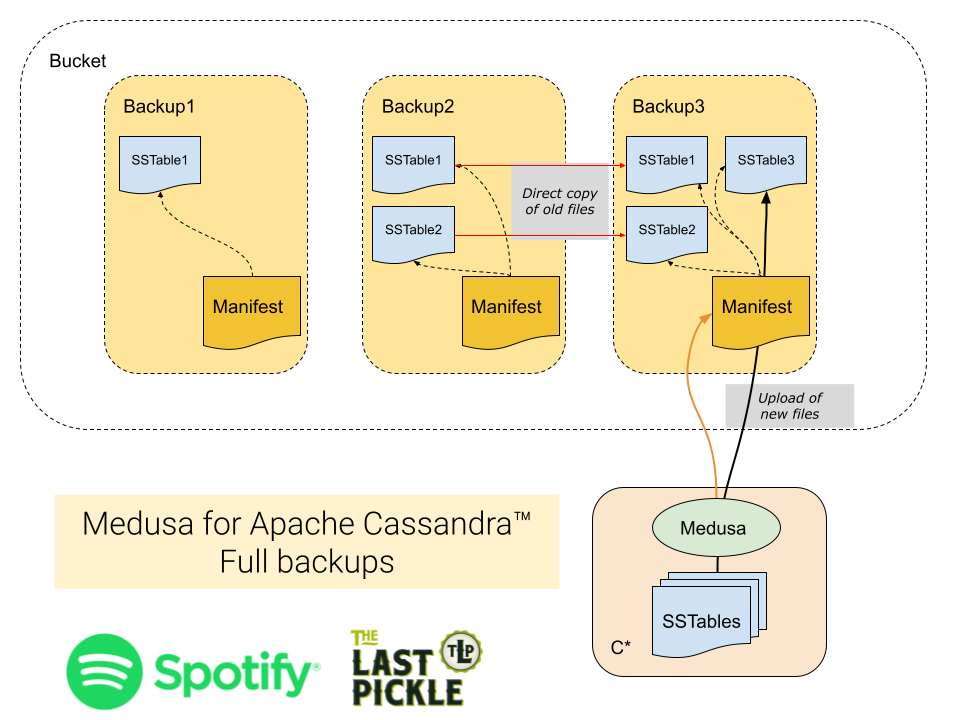 Bucket
Backup1
SSTable1
Manifest
Backup2
SSTable1
SSTable2
Manifest
Direct copy
of old files
Backup3
SSTable1
SSTable3
SSTable2
Manifest
Upload of
new files
Medusa
SSTables
C*
Medusa for Apache Cassandra™
Full backups
Spotify®
THE
LAST
PICKLE
TLP